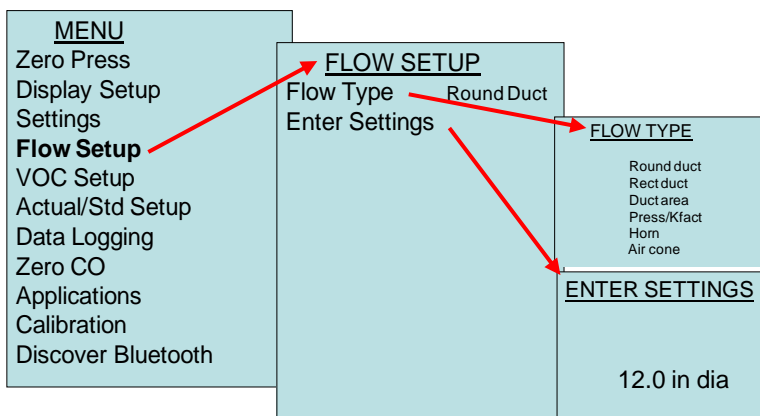 MENU
Zero Press
Display Setup
Settings
Flow Setup
VOC Setup
Actual/Std Setup
Data Logging
Zero CO
Applications
Calibration
Discover Bluetooth
FLOW SETUP
Flow Type Round Duct
Enter Settings
FLOW TYPE
Round duct
Rect duct
Duct area
Press/Kfact
Horn
Air cone
ENTER SETTINGS
12.0 in dia